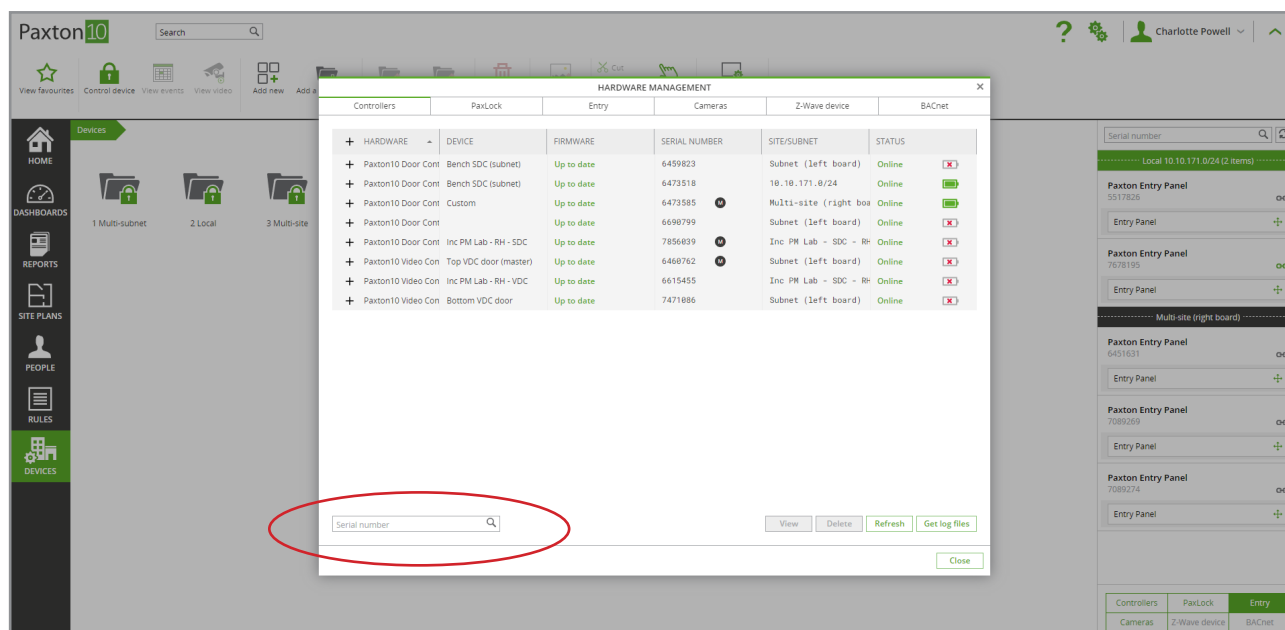 Paxton10
Search
Charlotte Powell
View favourites
Control device
View events
View video
Add new
Add a
Cut
HARDWARE MANAGEMENT
Controllers PaxLock Entry Cameras Z-Wave device BACnet
HARDWARE DEVICE FIRMWARE SERIAL NUMBER SITE/SUBNET STATUS
Paxton10 Door Cont Bench SDC (subnet) Up to date 6459823 Subnet (left board) Online
Paxton10 Door Cont Bench SDC (subnet) Up to date 6473518 10.10.171.0/24 Online
Paxton10 Door Cont Custom Up to date 6473585 M Multi-site (right boa Online
Paxton10 Door Cont Up to date 6690799 Subnet (left board) Online
Paxton10 Door Cont Inc PM Lab - RH - SDC Up to date 7856039 M Inc PM Lab - SDC - RH Online
Paxton10 Video Con Top VDC door (master) Up to date 6460762 M Subnet (left board) Online
Paxton10 Video Con Inc PM Lab - RH - VDC Up to date 6615455 Inc PM Lab - SDC - RH Online
Paxton10 Video Con Bottom VDC door Up to date 7471086 Subnet (left board) Online
Serial number
View Delete Refresh Get log files
Close
HOME
DASHBOARDS
REPORTS
SITE PLANS
PEOPLE
RULES
DEVICES
Devices
1 Multi-subnet
2 Local
3 Multi-site
Serial number
Local 10.10.171.0/24 (2 items)
Paxton Entry Panel
5517826
Entry Panel
Paxton Entry Panel
7678195
Entry Panel
Multi-site (right board)
Paxton Entry Panel
6451631
Entry Panel
Paxton Entry Panel
7089269
Entry Panel
Paxton Entry Panel
7089274
Entry Panel
Controllers PaxLock Entry
Cameras Z-Wave device BACnet